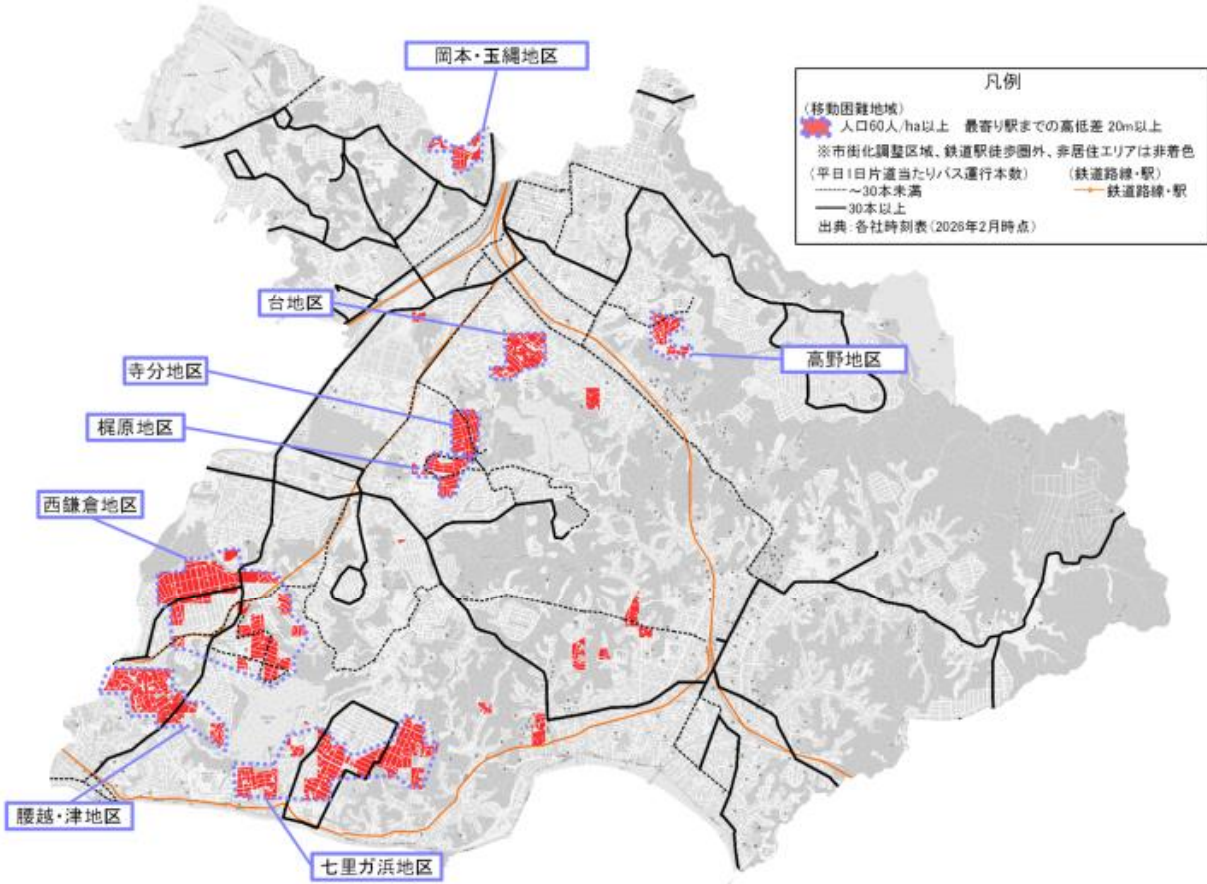 岡本・玉縄地区
凡例
（移動困難地域）
人口60人/ha以上　最寄り駅までの高低差 20m以上
※市街化調整区域、鉄道駅徒歩圏外、非居住エリアは非着色
（平日1日片道当たりバス運行本数）　（鉄道路線・駅）
～30本未満　鉄道路線・駅
30本以上
出典：各社時刻表（2026年2月時点）
台地区
高野地区
寺分地区
梶原地区
西鎌倉地区
腰越・津地区
七里ガ浜地区